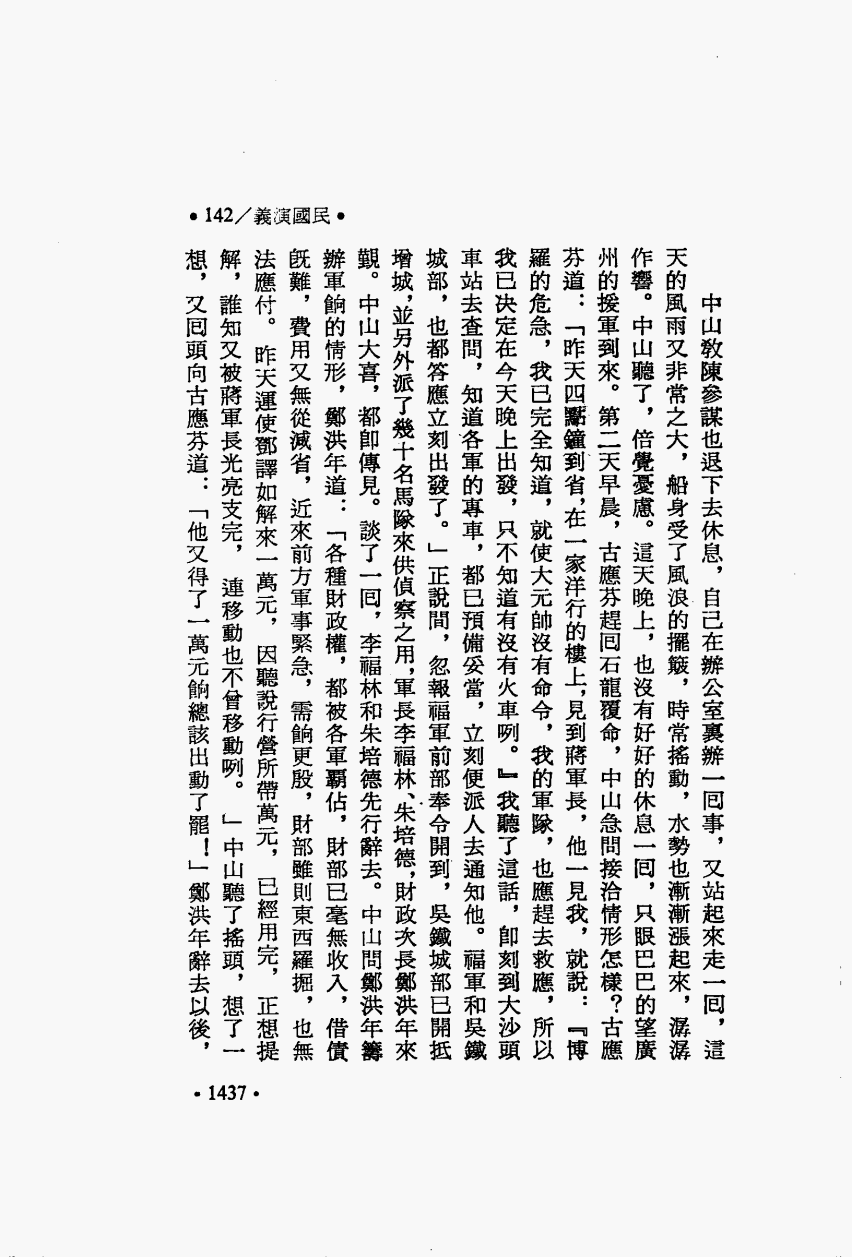 •142/義演國民•
中山教陳參謀也退下去休息，自己在辦公室裏辦一回事，又站起來走一回，這
天的風雨又非常之大，船身受了風浪的擺簸，時常搖動，水勢也漸漸漲起來，潺潺
作響。中山聽了，倍覺憂慮。這天晚上，也沒有好好的休息一回，只眼巴巴的望廣
州的援軍到來。第二天早晨，古應芬趕回石龍覆命，中山急問接洽情形怎樣？古應
芬道：「昨天四點鐘到省，在一家洋行的樓上，見到蔣軍長，他一見我，就說：『博
羅的危急，我已完全知道，就使大元帥沒有命令，我的軍隊，也應趕去救應，所以
我已決定在今天晚上出發，只不知道有沒有火車咧。』我聽了這話，卽刻到大沙頭
車站去查問，知道各軍的專車，都已預備妥當，立刻便派人去通知他。福軍和吳鐵
城部，也都答應立刻出發了。」正說間，忽報福軍前部奉令開到，吳鐵城部已開抵
增城，並另外派了幾十名馬隊來供偵察之用，軍長李福林、朱培德，財政次長鄭洪年來
覲。中山大喜，都卽傳見。談了一回，李福林和朱培德先行辭去。中山問鄭洪年籌
辦軍餉的情形，鄭洪年道：「各種財政權，都被各軍霸佔，財部已毫無收入，借債
旣難，費用又無從減省，近來前方軍事緊急，需餉更殷，財部雖則東西羅掘，也無
法應付。昨天運使鄧譯如解來一萬元，因聽說行營所帶萬元，已經用完，正想提
解，誰知又被蔣軍長光亮支完，連移動也不曾移動咧。」中山聽了搖頭，想了一
想，又回頭向古應芬道：「他又得了一萬元餉總該出動了罷！」鄭洪年辭去以後，
•1437•